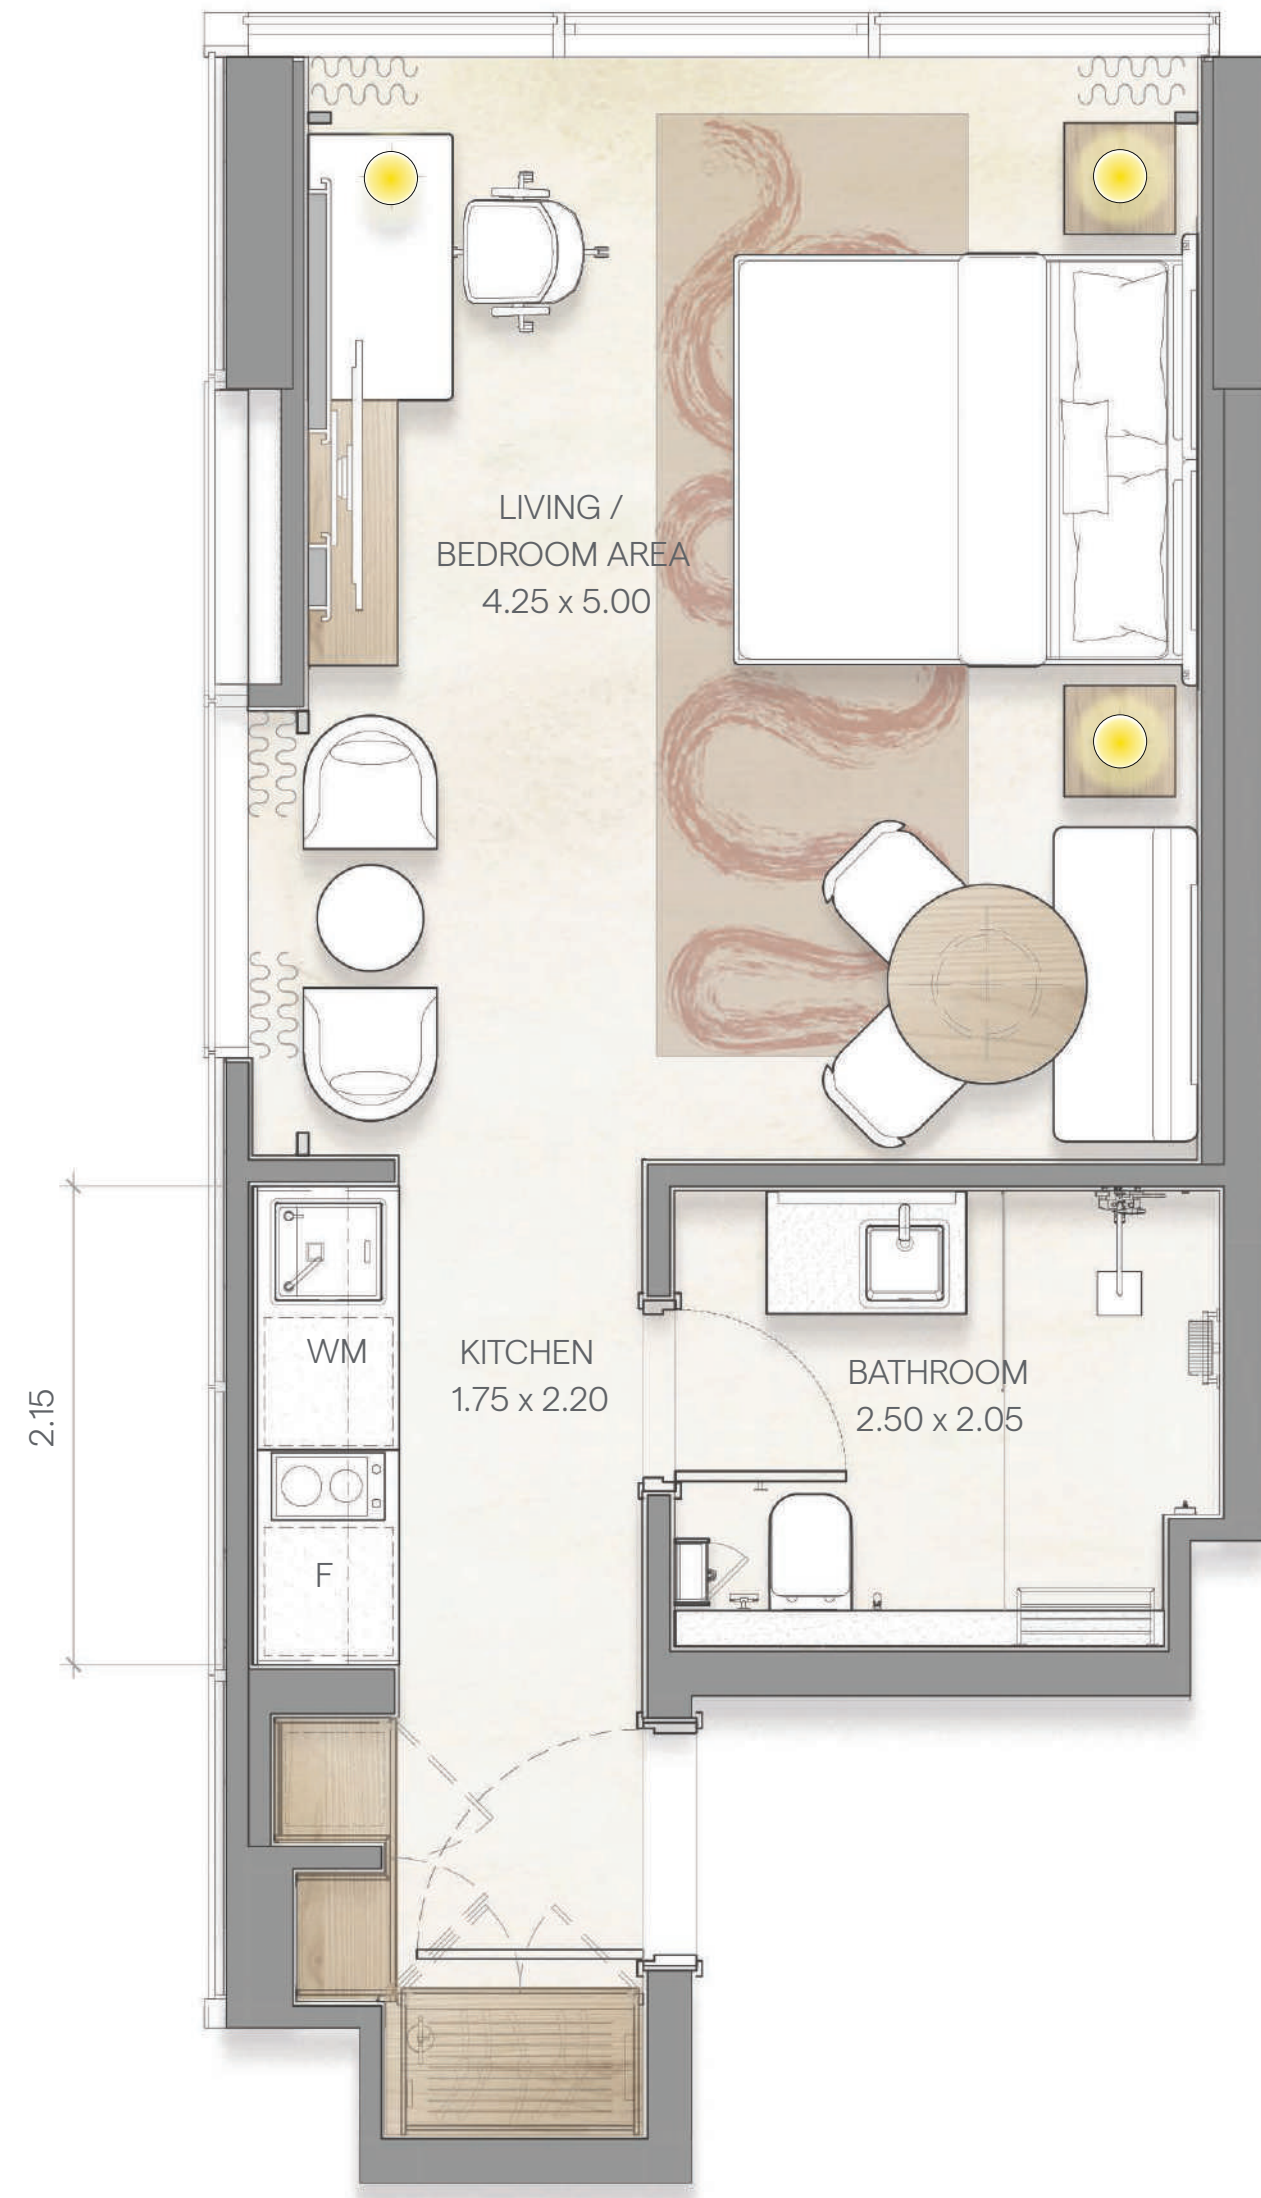 LIVING /
BEDROOM AREA
4.25 x 5.00
WM
KITCHEN
1.75 x 2.20
BATHROOM
2.50 x 2.05
2.15
F